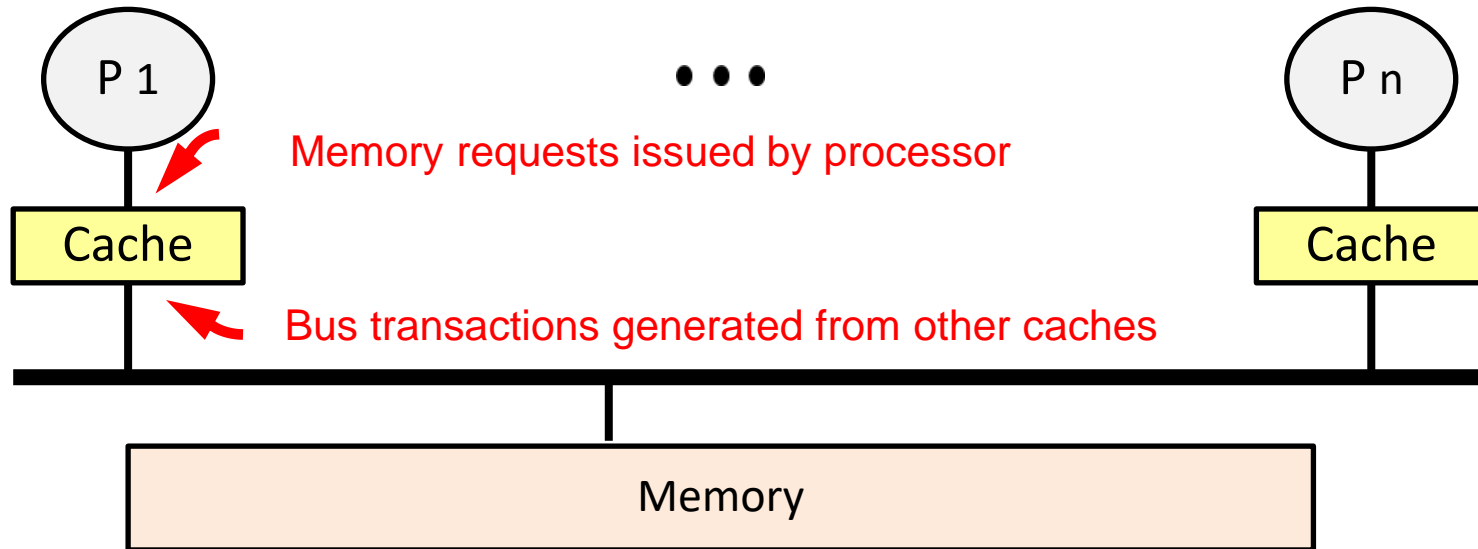 P 1
P n
Memory requests issued by processor
Cache
Cache
Bus transactions generated from other caches
Memory